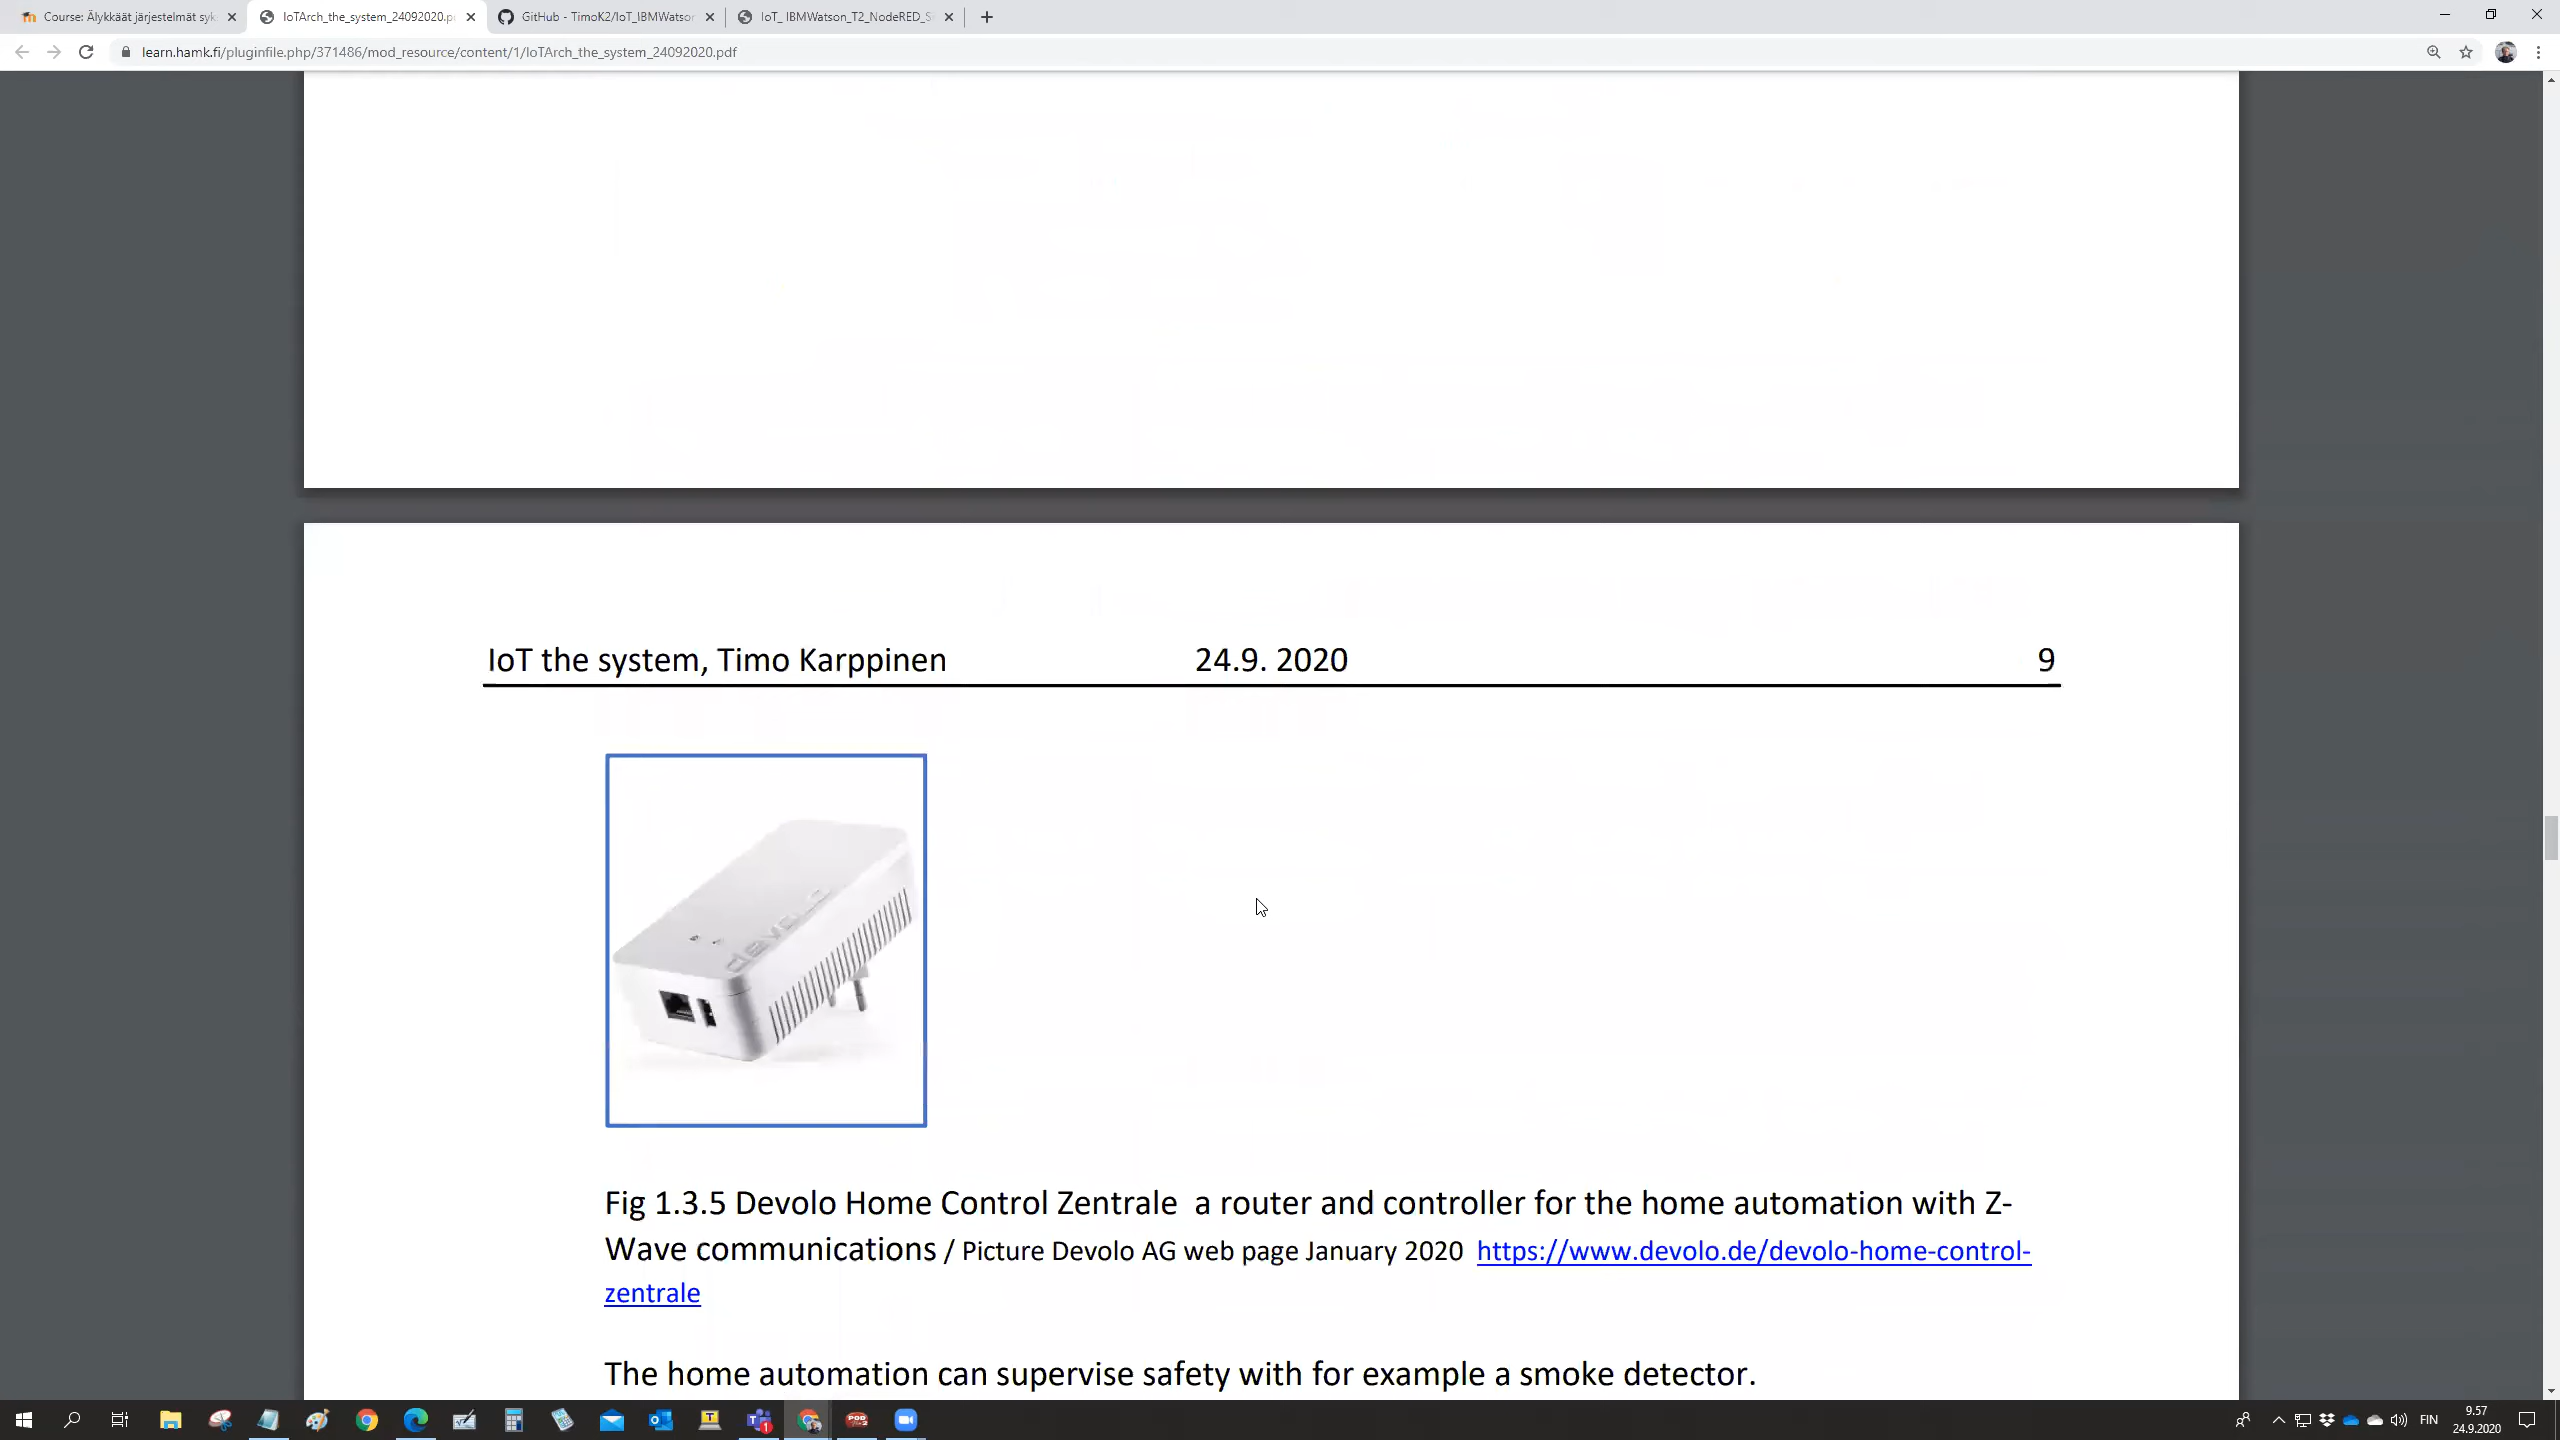 Course: Älykkäät järjestelmät syk
IoTArch_the_system_24092020.p
GitHub - TimoK2/IoT_IBMWatson
IoT_ IBMWatson_T2_NodeRED_S
learn.hamk.fi/pluginfile.php/371486/mod_resource/content/1/IoTArch_the_system_24092020.pdf
IoT the system, Timo Karppinen 24.9. 2020 9
devolo
Fig 1.3.5 Devolo Home Control Zentrale a router and controller for the home automation with Z-
Wave communications / Picture Devolo AG web page January 2020 https://www.devolo.de/devolo-home-control-
zentrale
The home automation can supervise safety with for example a smoke detector.
FIN
9.57
24.9.2020